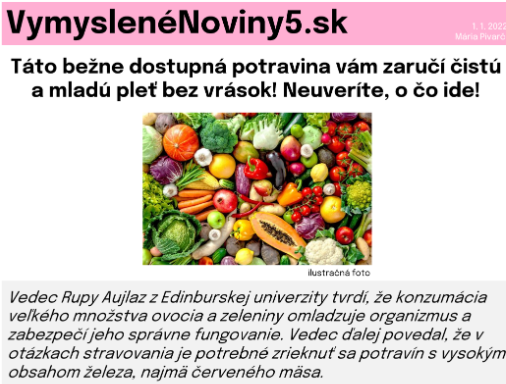 VymyslenéNoviny5.sk
1. 1. 2022
Mária Pivarč
Táto bežne dostupná potravina vám zaručí čistú
a mladú pleť bez vrások! Neuveríte, o čo ide!
ilustračná foto
Vedec Rupy Aujlaz z Edinburskej univerzity tvrdí, že konzumácia
veľkého množstva ovocia a zeleniny omladzuje organizmus a
zabezpečí jeho správne fungovanie. Vedec ďalej povedal, že v
otázkach stravovania je potrebné zrieknuť sa potravín s vysokým
obsahom železa, najmä červeného mäsa.